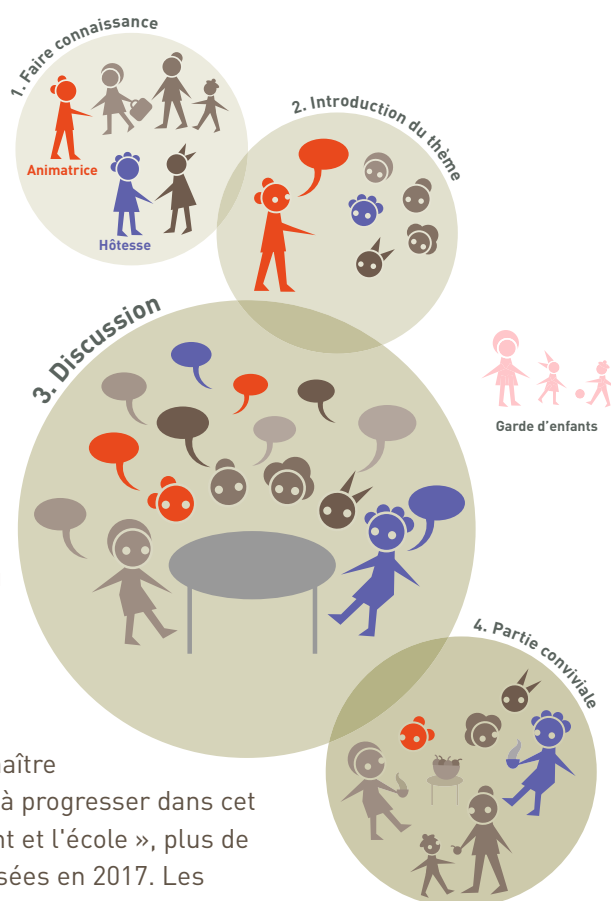 1. Faire connaissance
Animatrice
Hôtesse
2. Introduction du thème
3. Discussion
Garde d'enfants
4. Partie conviviale
à progresser dans cet
nt et l'école », plus de
sées en 2017. Les